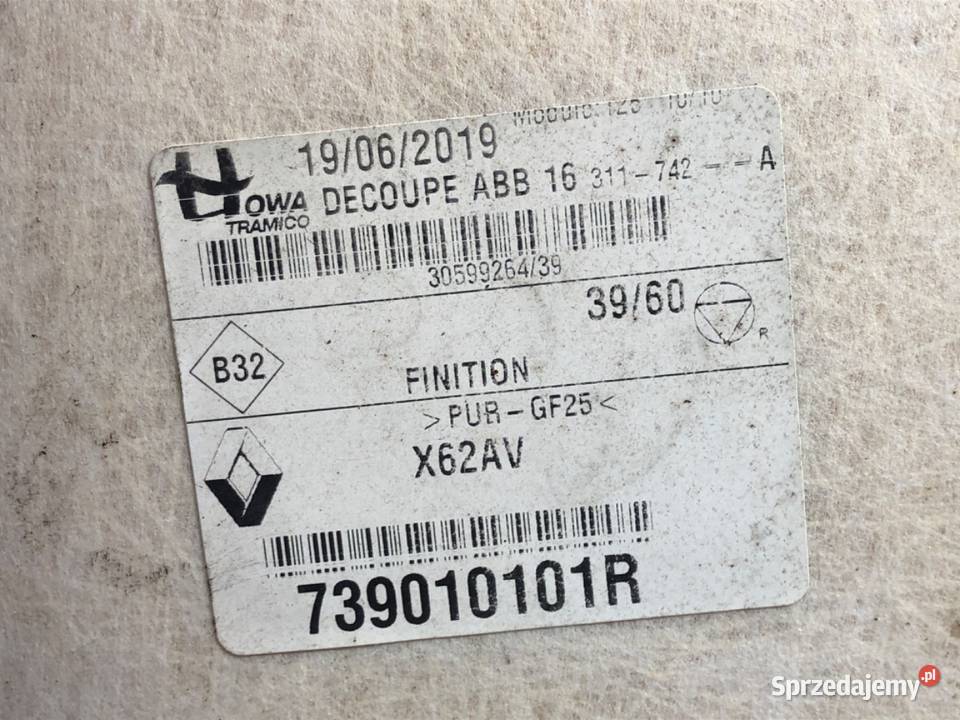 19/06/2019
HOWA TRAMICO
DECOUPE ABB 16 311-742 - - A
30599264/39
39/60
R
B32
FINITION
>PUR-GF25<
X62AV
739010101R
Sprzedajemy.pl